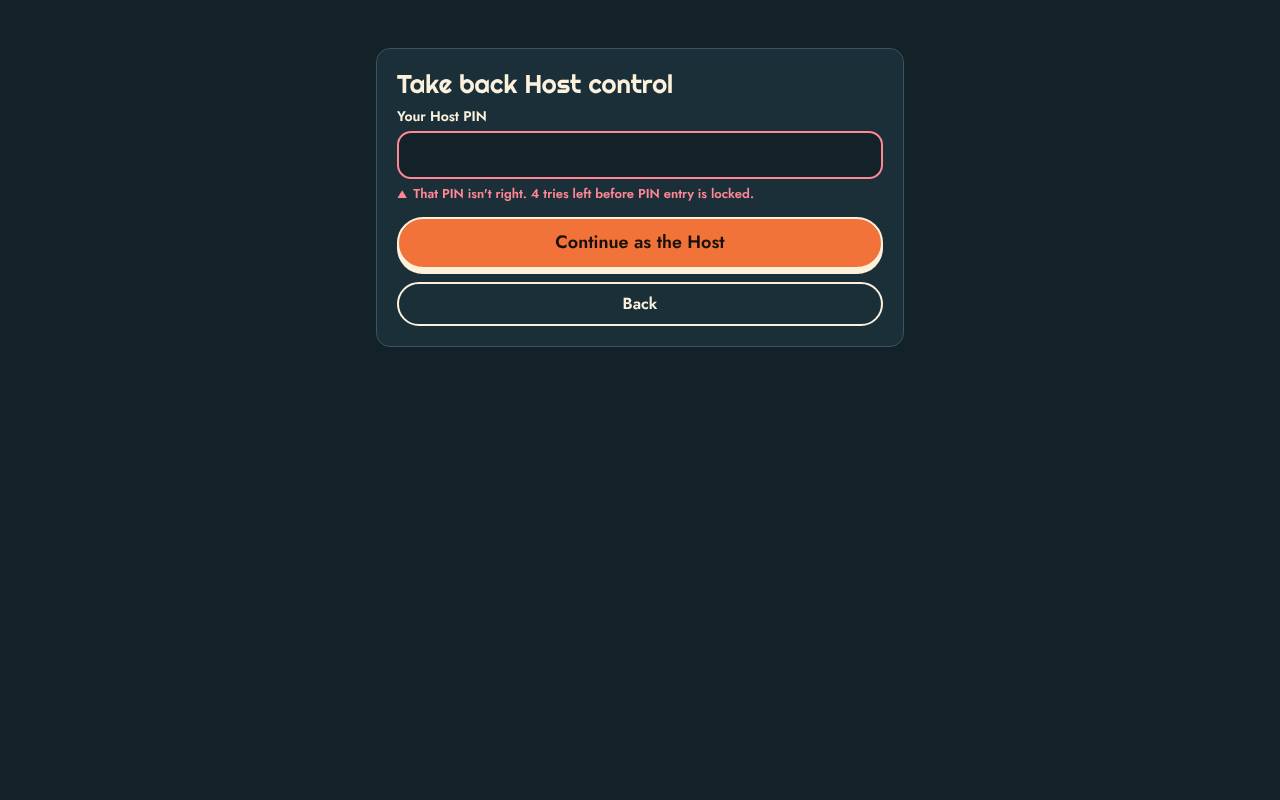 Take back Host control
Your Host PIN
▲ That PIN isn't right. 4 tries left before PIN entry is locked.
Continue as the Host
Back